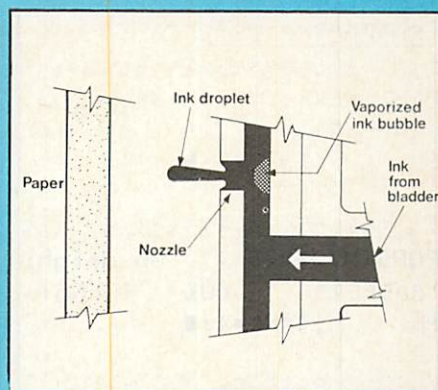 Ink droplet
Vaporized
ink bubble
Paper
Ink
from
bladder
Nozzle